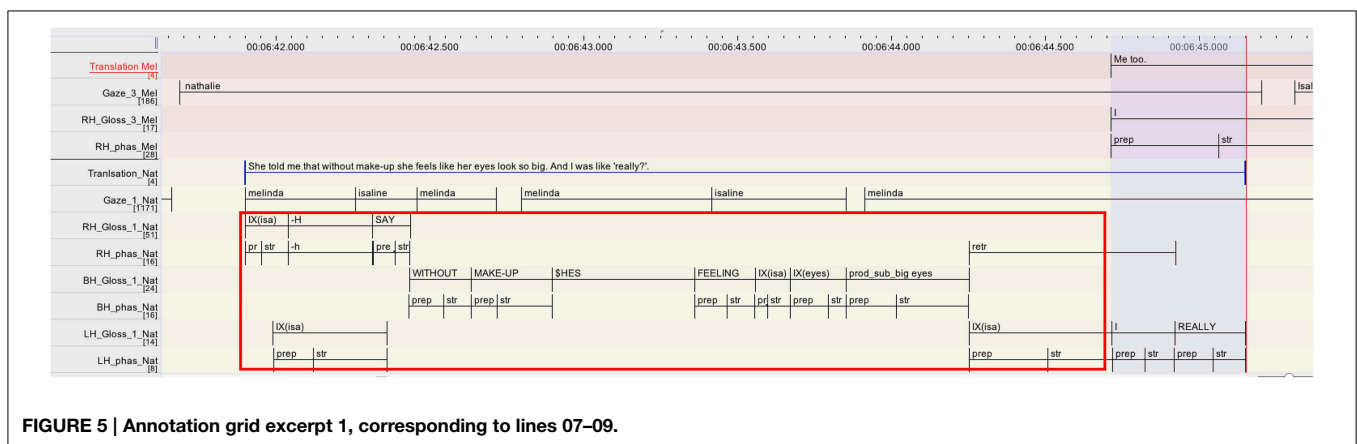 00:06:42.000 00:06:42.500 00:06:43.000 00:06:43.500 00:06:44.000 00:06:44.500 00:06:45.000
Translation Mel [4] Me too.
Gaze_3_Mel [186] nathalie Isal
RH_Gloss_3_Mel [17] I
RH_phas_Mel [28] prep str
Tranlsation_Nat [4] She told me that without make-up she feels like her eyes look so big. And I was like 'really?'.
Gaze_1_Nat [1171] melinda isaline melinda melinda isaline melinda
RH_Gloss_1_Nat [51] IX(isa) -H SAY
RH_phas_Nat [16] pr str -h pre str retr
BH_Gloss_1_Nat [24] WITHOUT MAKE-UP $HES FEELING IX(isa) IX(eyes) prod_sub_big eyes
BH_phas_Nat [16] prep str prep str prep str pr str prep str prep str
LH_Gloss_1_Nat [14] IX(isa) IX(isa) I REALLY
LH_phas_Nat [8] prep str prep str prep str prep str
FIGURE 5 | Annotation grid excerpt 1, corresponding to lines 07–09.